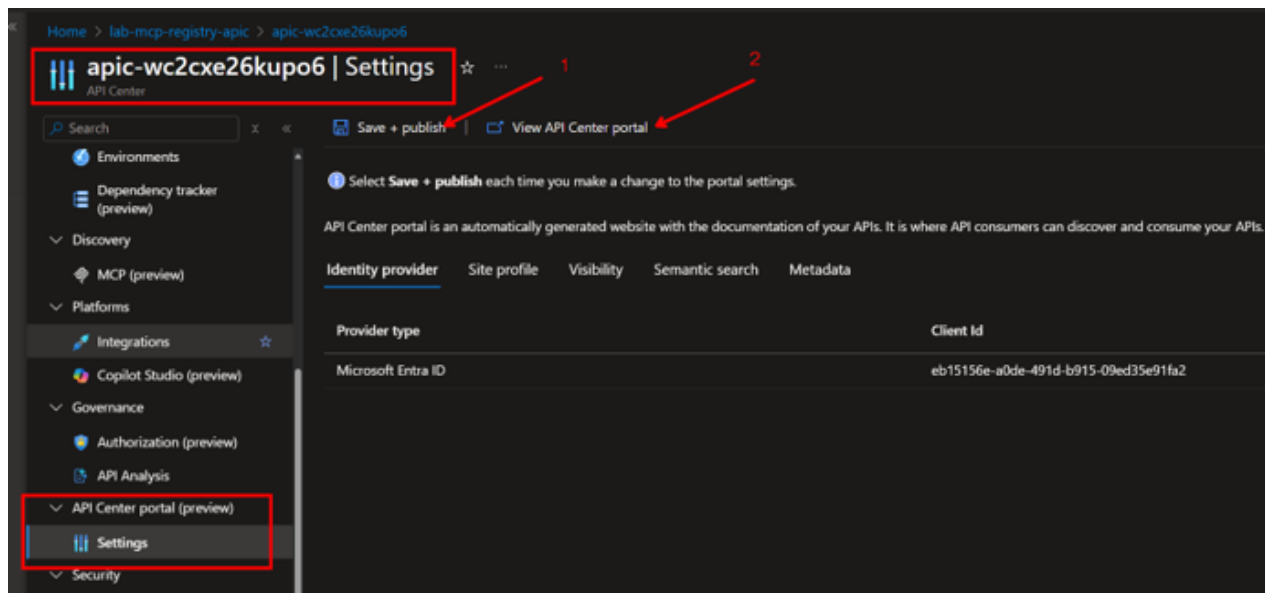 Home > lab-mcp-registry-apic > apic-wc2cxe26kupo6
apic-wc2cxe26kupo6 | Settings
API Center
1
2
Search
Environments
Dependency tracker
(preview)
Discovery
MCP (preview)
Platforms
Integrations
Copilot Studio (preview)
Governance
Authorization (preview)
API Analysis
API Center portal (preview)
Settings
Security
Save + publish | View API Center portal
Select Save + publish each time you make a change to the portal settings.
API Center portal is an automatically generated website with the documentation of your APIs. It is where API consumers can discover and consume your APIs.
Identity provider Site profile Visibility Semantic search Metadata
Provider type Client Id
Microsoft Entra ID eb15156e-a0de-491d-b915-09ed35e91fa2